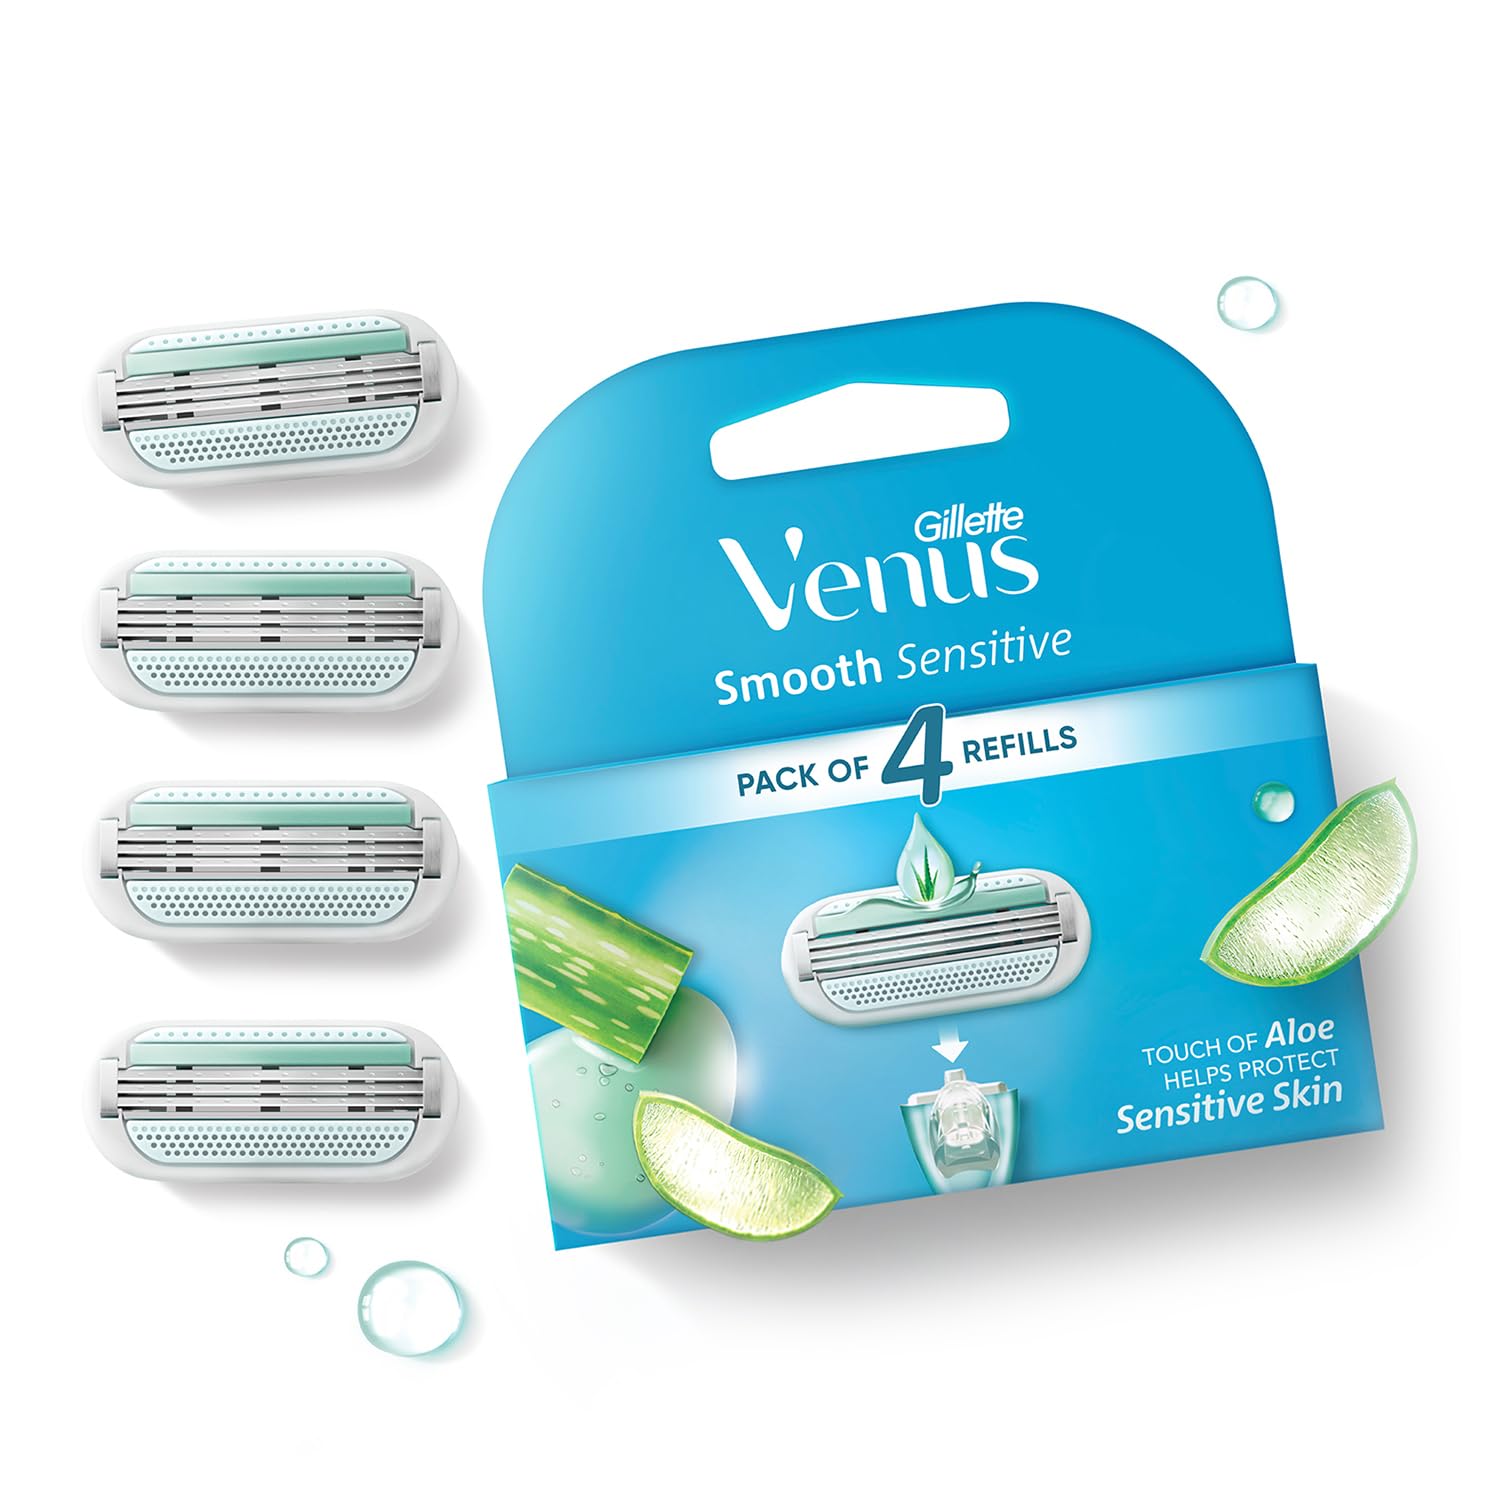 Gillette
Venus
Smooth Sensitive
PACK OF 4 REFILLS
TOUCH OF Aloe
HELPS PROTECT
Sensitive Skin